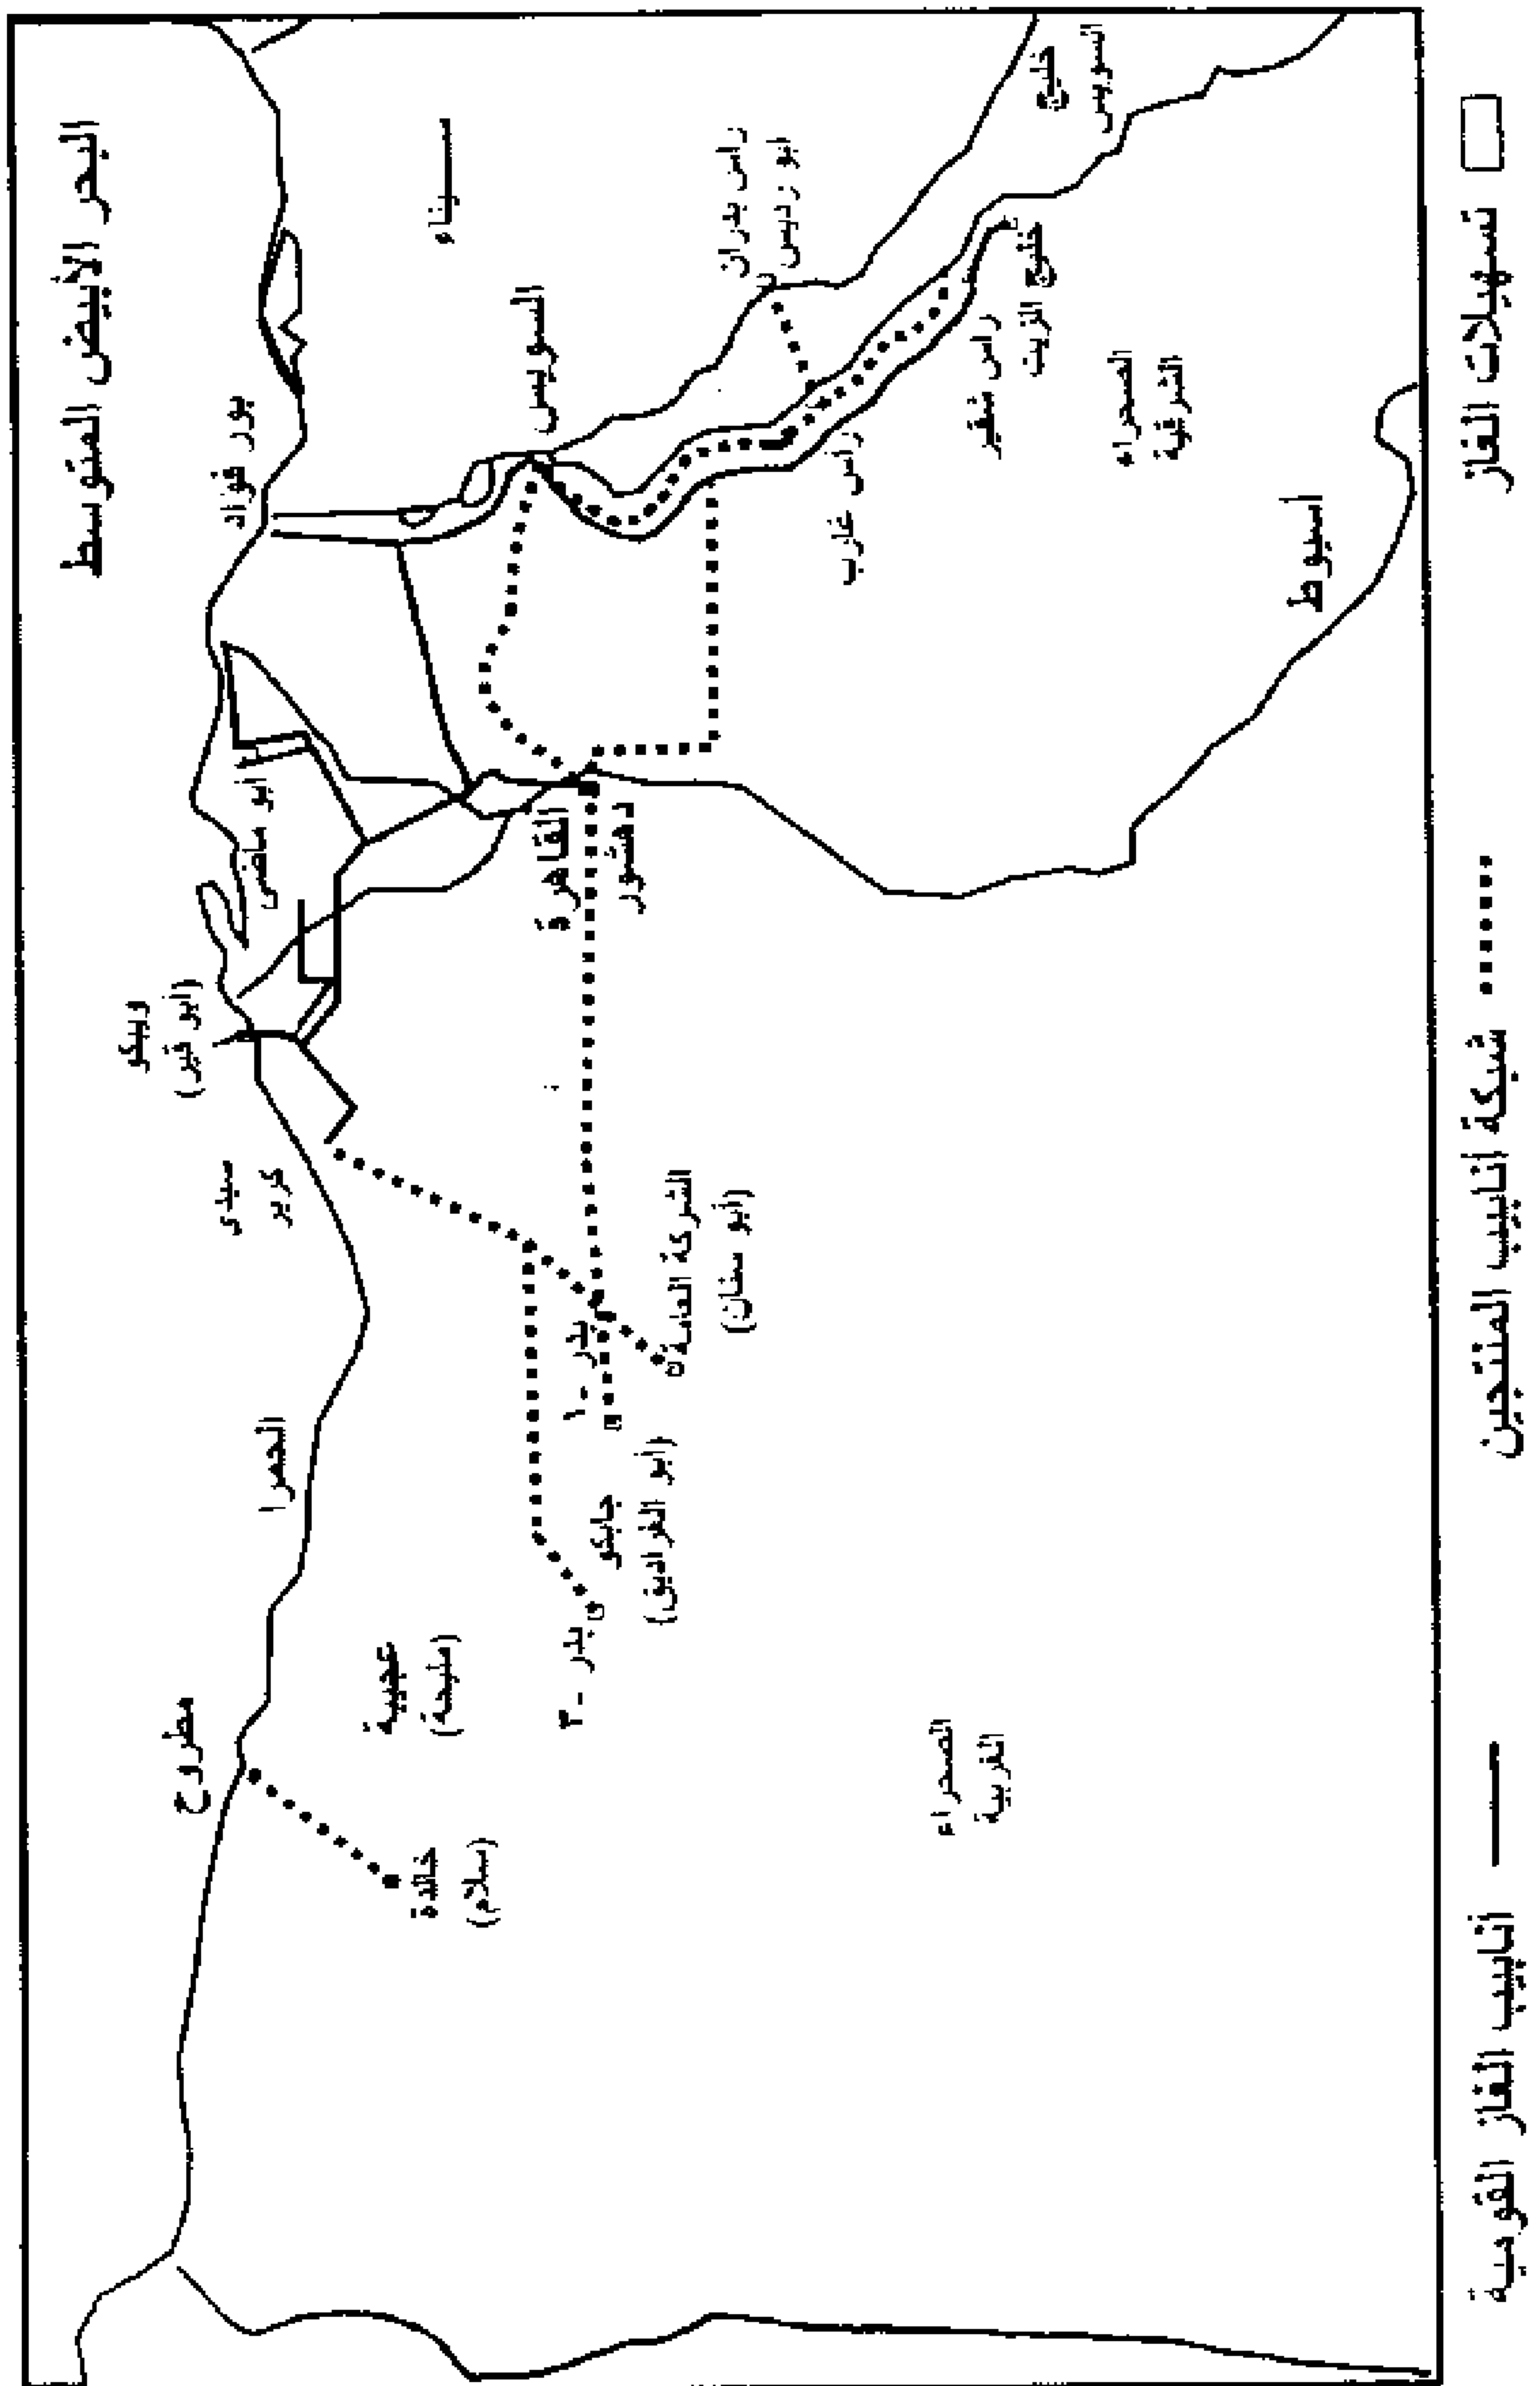 البحر الأبيض المتوسط
سيناء
خليج
السويس
رأس بدران
أبو رديس
السويس
بور فؤاد
خليج الزيت
رأس شقير
الصحراء
الشرقية
رأس غارب
أسيوط
أبو ماضى
القاهرة
دهشور
ويبكو
(أبو قير)
سيدى
كرير
الشركة العامة
(أبو سنان)
بدر -١
الحمرا
جابكو
(أبو الغراديق)
بدر -٣
عجيبة
(مليحة)
مطروح
خالدة
(سلام)
الصحراء
الغربية
تسهيلات الغاز
شبكة أنابيب المنتجين
أنابيب الغاز القومية